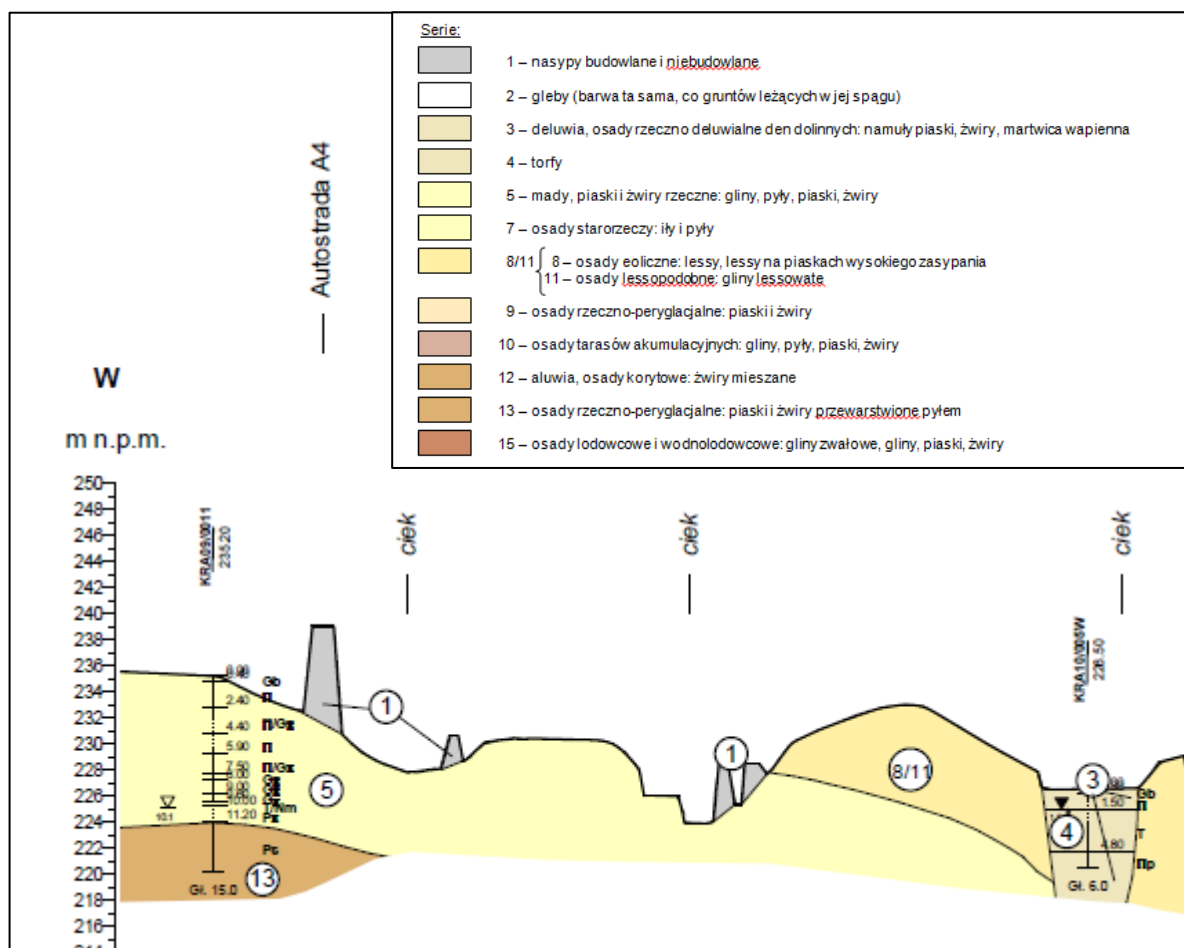 Serie:
1 – nasypy budowlane i niebudowlane
2 – gleby (barwa ta sama, co gruntów leżących w jej spągu)
3 – deluwia, osady rzeczno deluwialne den dolinnych: namuły piaski, żwiry, martwica wapienna
4 – torfy
5 – mady, piaski i żwiry rzeczne: gliny, pyły, piaski, żwiry
7 – osady starorzeczy: iły i pyły
8/11
8 – osady eoliczne: lessy, lessy na piaskach wysokiego zasypania
11 – osady lessopodobne: gliny lessowate
9 – osady rzeczno-peryglacjalne: piaski i żwiry
10 – osady tarasów akumulacyjnych: gliny, pyły, piaski, żwiry
12 – aluwia, osady korytowe: żwiry mieszane
13 – osady rzeczno-peryglacjalne: piaski i żwiry przewarstwione pyłem
15 – osady lodowcowe i wodnolodowcowe: gliny zwałowe, gliny, piaski, żwiry
Autostrada A4
W
m n.p.m.
250
248
246
244
242
240
238
236
234
232
230
228
226
224
222
220
218
216
KRA09/0011
235.20
ciek
ciek
ciek
KRA10/005W
226.50
Gb
2.40
4.40
5.90
7.50
10.00
11.20
T/Nm
10.1
Gł. 15.0
1
1
5
13
8/11
3
4
Gb
1.50
T
4.80
Πp
Gł. 6.0